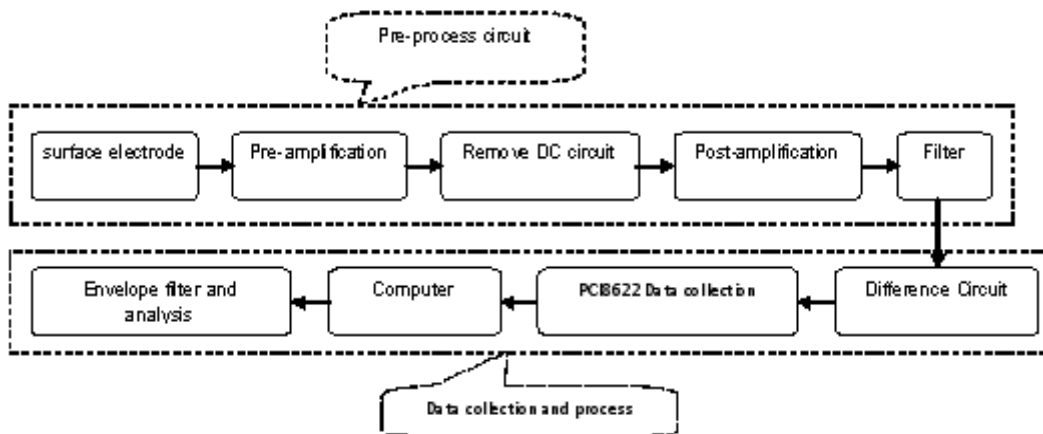 Pre-process circuit
surface electrode
Pre-amplification
Remove DC circuit
Post-amplification
Filter
Envelope filter and
analysis
Computer
PCI8622 Data collection
Difference Circuit
Data collection and process